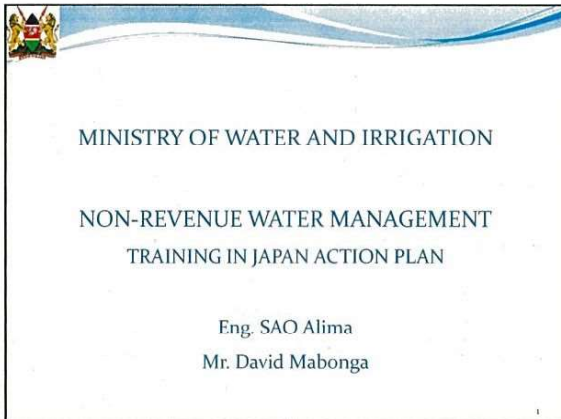 MINISTRY OF WATER AND IRRIGATION
NON-REVENUE WATER MANAGEMENT
TRAINING IN JAPAN ACTION PLAN
Eng. SAO Alima
Mr. David Mabonga
1